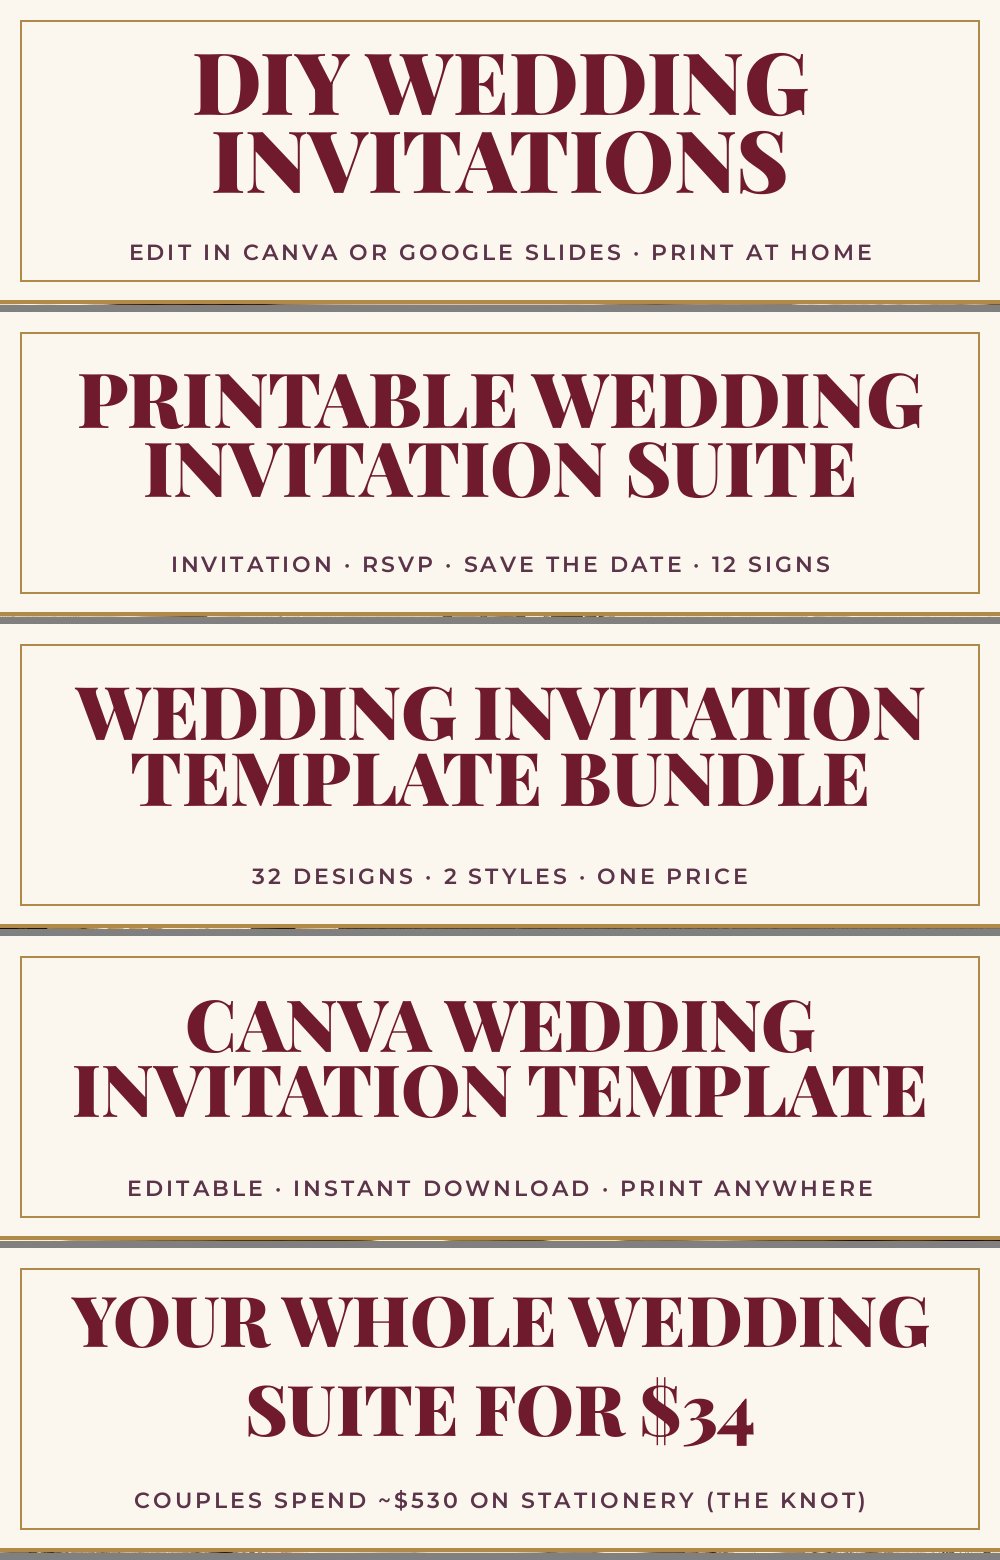 DIY WEDDING
INVITATIONS
EDIT IN CANVA OR GOOGLE SLIDES · PRINT AT HOME
PRINTABLE WEDDING
INVITATION SUITE
INVITATION · RSVP · SAVE THE DATE · 12 SIGNS
WEDDING INVITATION
TEMPLATE BUNDLE
32 DESIGNS · 2 STYLES · ONE PRICE
CANVA WEDDING
INVITATION TEMPLATE
EDITABLE · INSTANT DOWNLOAD · PRINT ANYWHERE
YOUR WHOLE WEDDING
SUITE FOR $34
COUPLES SPEND ~$530 ON STATIONERY (THE KNOT)